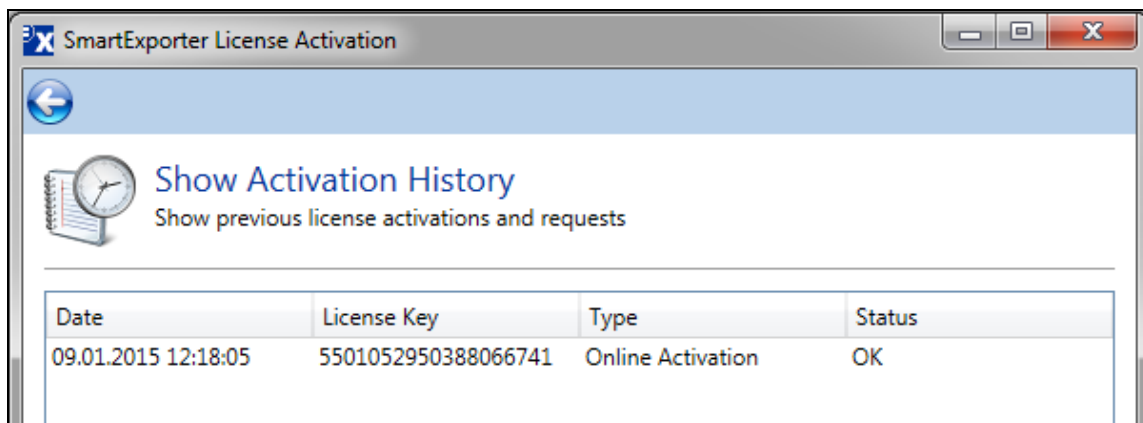 SmartExporter License Activation
Show Activation History
Show previous license activations and requests
Date License Key Type Status
09.01.2015 12:18:05 5501052950388066741 Online Activation OK